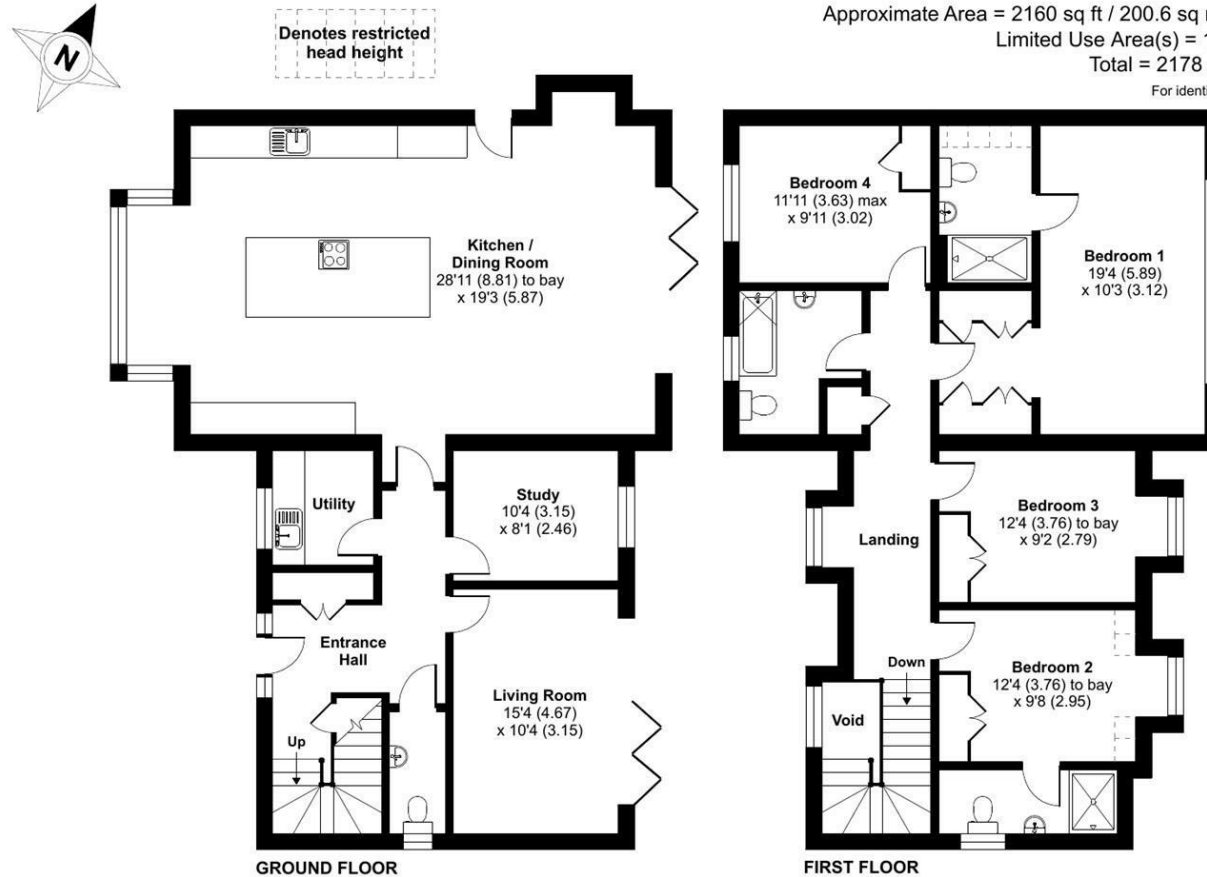 N
Denotes restricted
head height
Approximate Area = 2160 sq ft / 200.6 sq
Limited Use Area(s) = 1
Total = 2178
For identi
Kitchen /
Dining Room
28'11 (8.81) to bay
x 19'3 (5.87)
Utility
Study
10'4 (3.15)
x 8'1 (2.46)
Entrance
Hall
Living Room
15'4 (4.67)
x 10'4 (3.15)
Up
GROUND FLOOR
Bedroom 4
11'11 (3.63) max
x 9'11 (3.02)
Bedroom 1
19'4 (5.89)
x 10'3 (3.12)
Bedroom 3
12'4 (3.76) to bay
x 9'2 (2.79)
Landing
Down
Bedroom 2
12'4 (3.76) to bay
x 9'8 (2.95)
Void
FIRST FLOOR